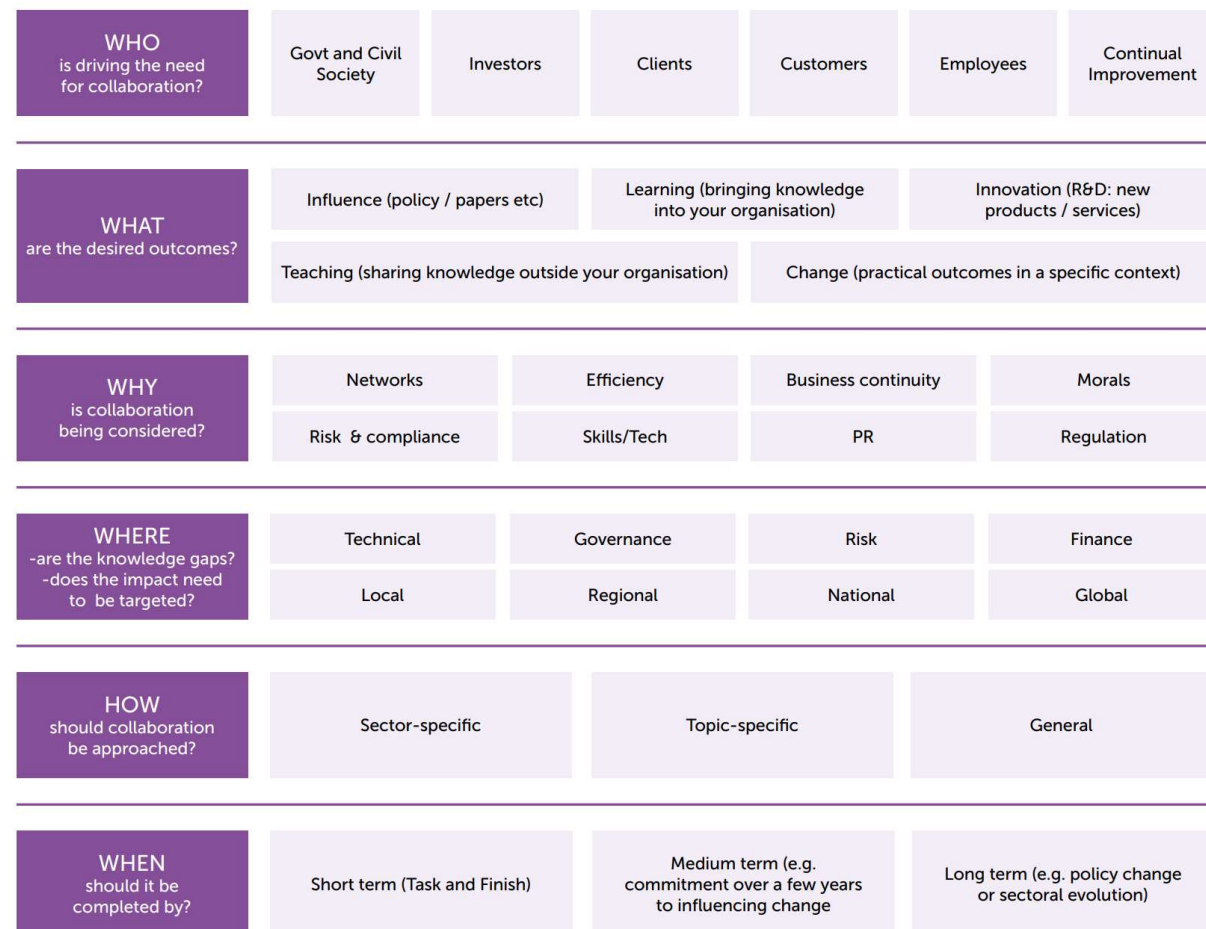 WHO
is driving the need
for collaboration?
Govt and Civil
Society
Investors
Clients
Customers
Employees
Continual
Improvement
WHAT
are the desired outcomes?
Influence (policy / papers etc)
Learning (bringing knowledge
into your organisation)
Innovation (R&D: new
products / services)
Teaching (sharing knowledge outside your organisation)
Change (practical outcomes in a specific context)
WHY
is collaboration
being considered?
Networks
Efficiency
Business continuity
Morals
Risk & compliance
Skills/Tech
PR
Regulation
WHERE
-are the knowledge gaps?
-does the impact need
to be targeted?
Technical
Governance
Risk
Finance
Local
Regional
National
Global
HOW
should collaboration
be approached?
Sector-specific
Topic-specific
General
WHEN
should it be
completed by?
Short term (Task and Finish)
Medium term (e.g.
commitment over a few years
to influencing change
Long term (e.g. policy change
or sectoral evolution)